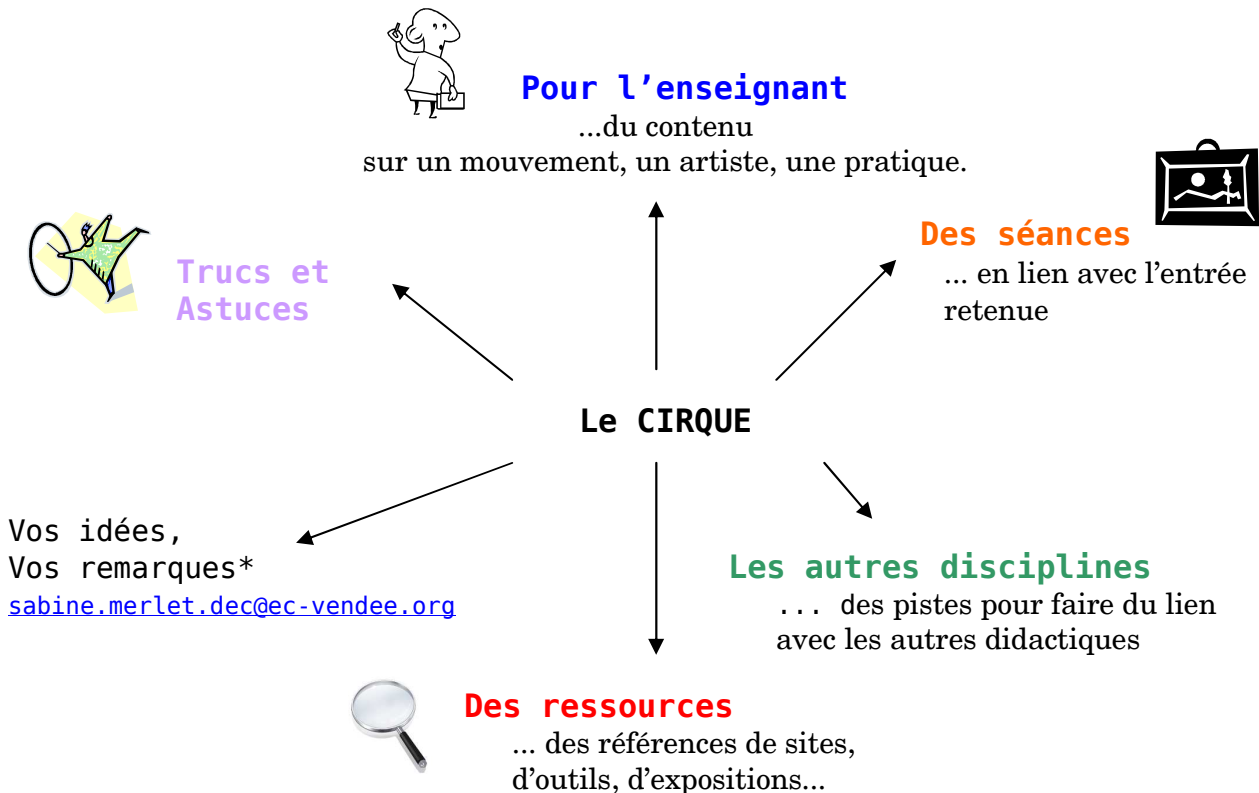 Pour l’enseignant
...du contenu
sur un mouvement, un artiste, une pratique.
Des séances
... en lien avec l’entrée
retenue
Trucs et
Astuces
Le CIRQUE
Vos idées,
Vos remarques*
sabine.merlet.dec@ec-vendee.org
Les autres disciplines
... des pistes pour faire du lien
avec les autres didactiques
Des ressources
... des références de sites,
d’outils, d’expositions...